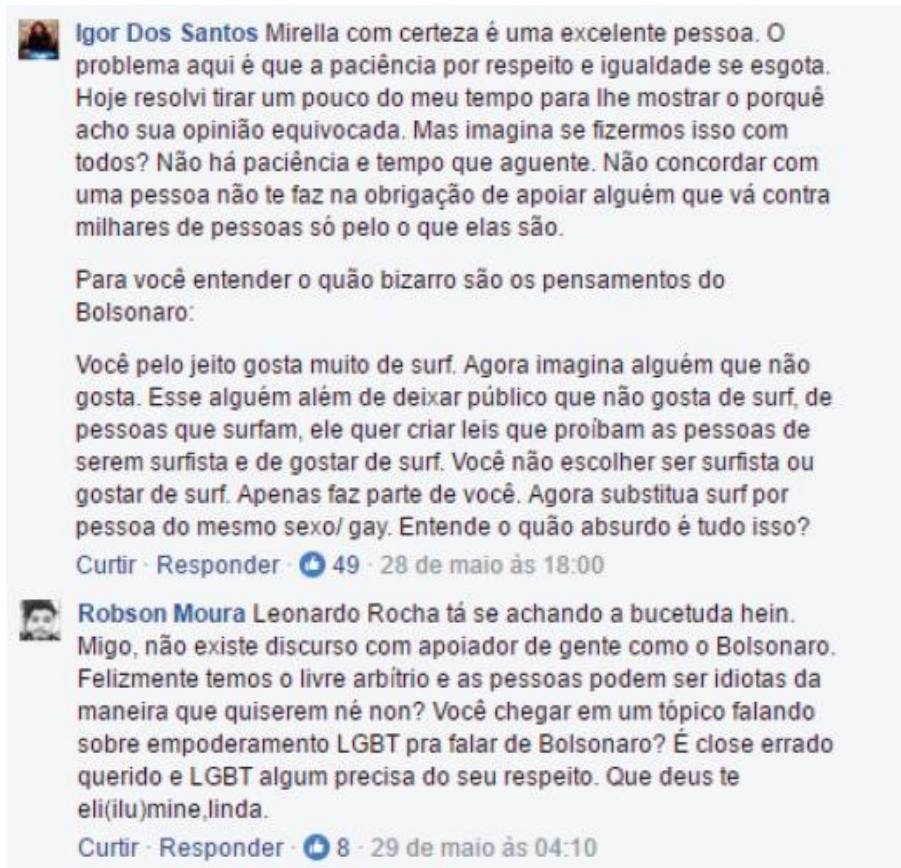 Igor Dos Santos Mirella com certeza é uma excelente pessoa. O
problema aqui é que a paciência por respeito e igualdade se esgota.
Hoje resolvi tirar um pouco do meu tempo para lhe mostrar o porquê
acho sua opinião equivocada. Mas imagina se fizermos isso com
todos? Não há paciência e tempo que aguente. Não concordar com
uma pessoa não te faz na obrigação de apoiar alguém que vá contra
milhares de pessoas só pelo o que elas são.
Para você entender o quão bizarro são os pensamentos do
Bolsonaro:
Você pelo jeito gosta muito de surf. Agora imagina alguém que não
gosta. Esse alguém além de deixar público que não gosta de surf, de
pessoas que surfam, ele quer criar leis que proíbam as pessoas de
serem surfista e de gostar de surf. Você não escolher ser surfista ou
gostar de surf. Apenas faz parte de você. Agora substitua surf por
pessoa do mesmo sexo/ gay. Entende o quão absurdo é tudo isso?
Curtir · Responder · 49 · 28 de maio às 18:00
Robson Moura Leonardo Rocha tá se achando a bucetuda hein.
Migo, não existe discurso com apoiador de gente como o Bolsonaro.
Felizmente temos o livre arbítrio e as pessoas podem ser idiotas da
maneira que quiserem né non? Você chegar em um tópico falando
sobre empoderamento LGBT pra falar de Bolsonaro? É close errado
querido e LGBT algum precisa do seu respeito. Que deus te
eli(ilu)mine,linda.
Curtir · Responder · 8 · 29 de maio às 04:10